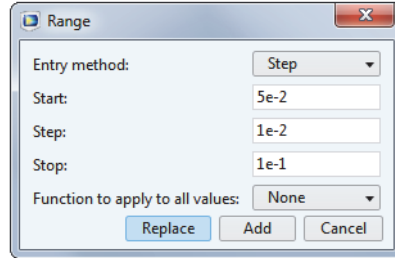 Range
Entry method: Step
Start: 5e-2
Step: 1e-2
Stop: 1e-1
Function to apply to all values: None
Replace Add Cancel